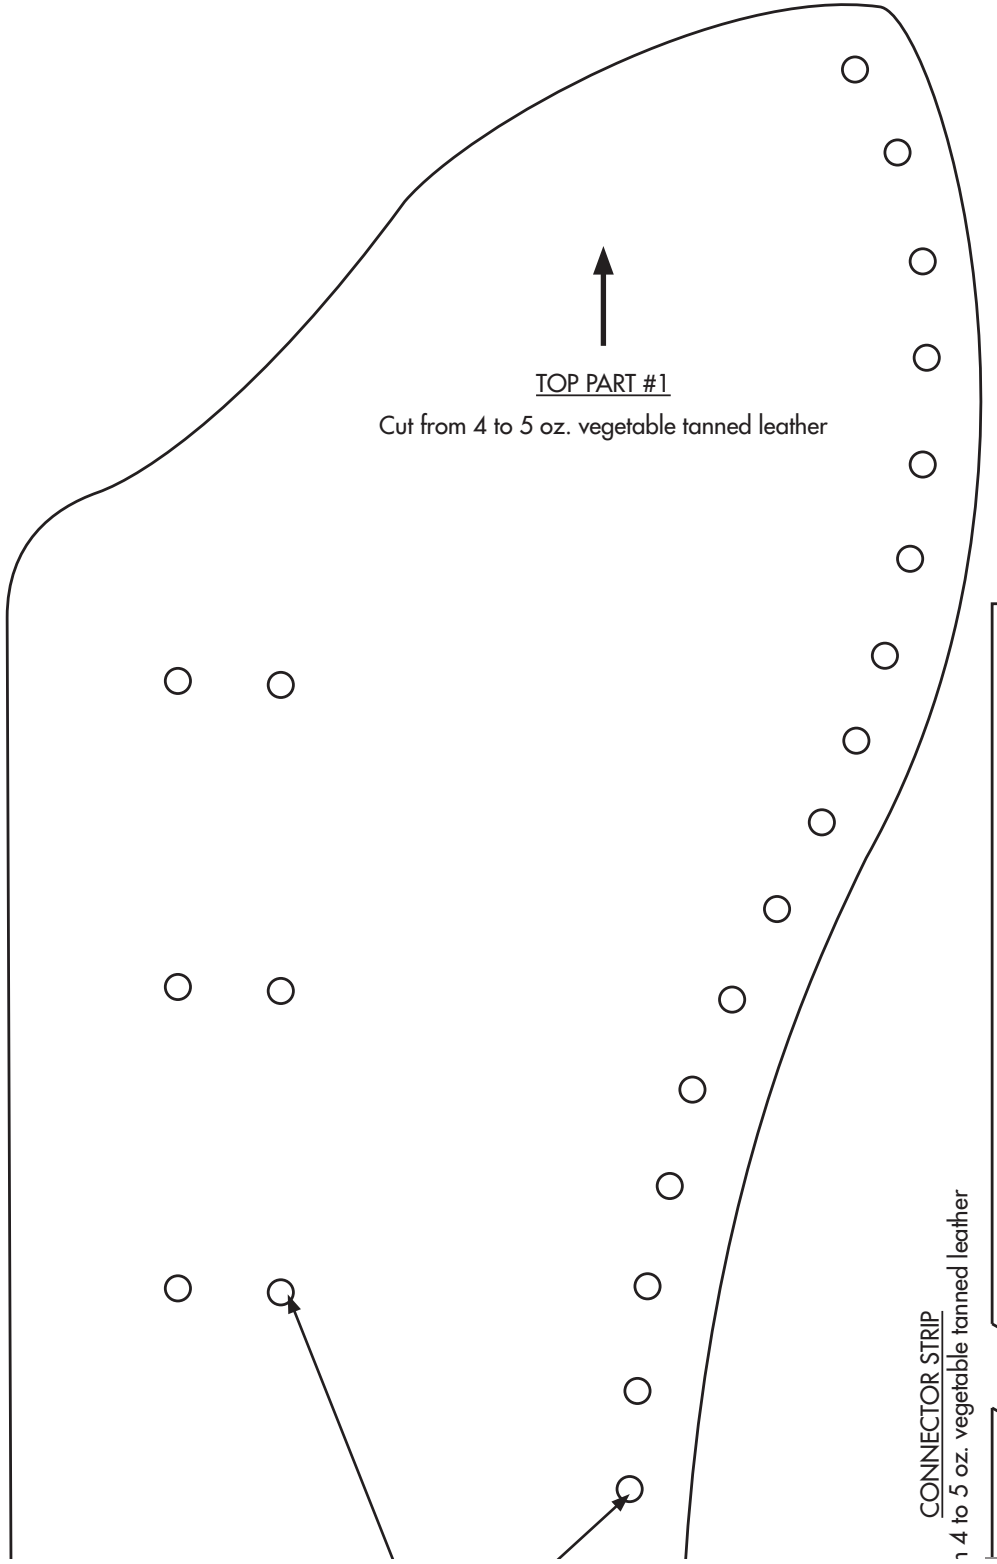 TOP PART #1
Cut from 4 to 5 oz. vegetable tanned leather
CONNECTOR STRIP
4 to 5 oz. vegetable tanned leather